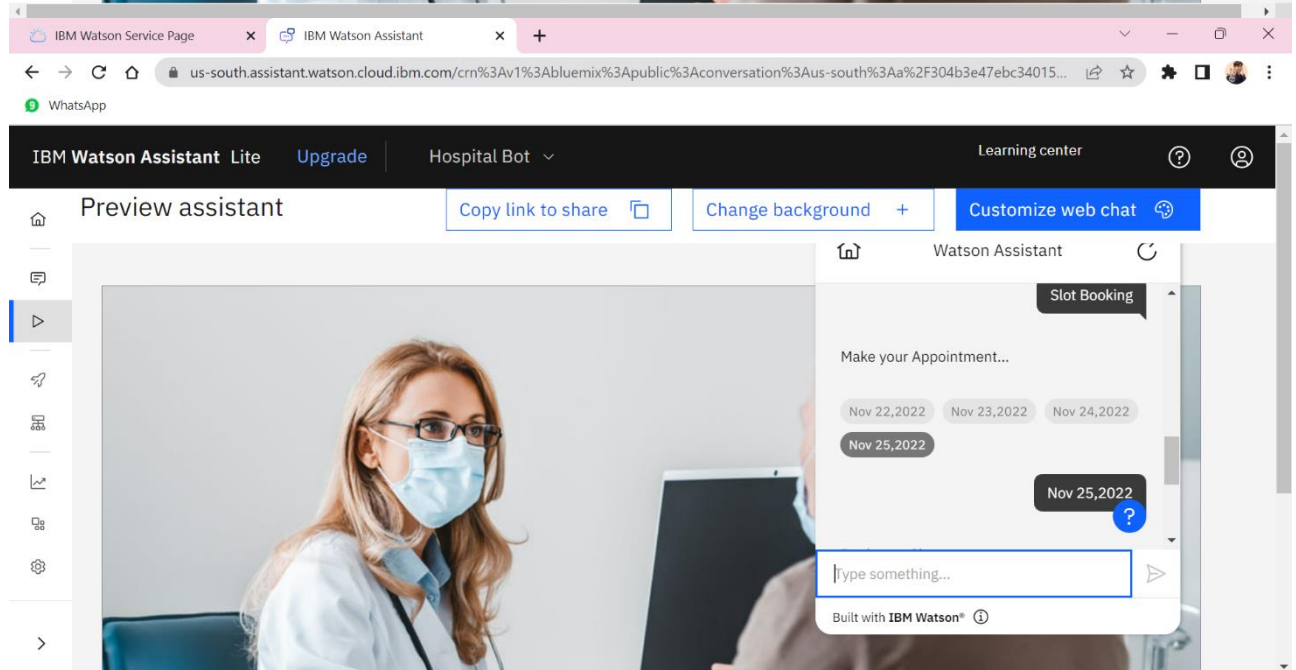 IBM Watson Service Page
IBM Watson Assistant
us-south.assistant.watson.cloud.ibm.com/crn%3Av1%3Abluemix%3Apublic%3Aconversation%3Aus-south%3Aa%2F304b3e47ebc34015...
9 WhatsApp
IBM Watson Assistant Lite Upgrade Hospital Bot Learning center
Preview assistant Copy link to share Change background + Customize web chat
Watson Assistant
Slot Booking
Make your Appointment...
Nov 22,2022 Nov 23,2022 Nov 24,2022
Nov 25,2022
Nov 25,2022
?
Type something...
Built with IBM Watson®